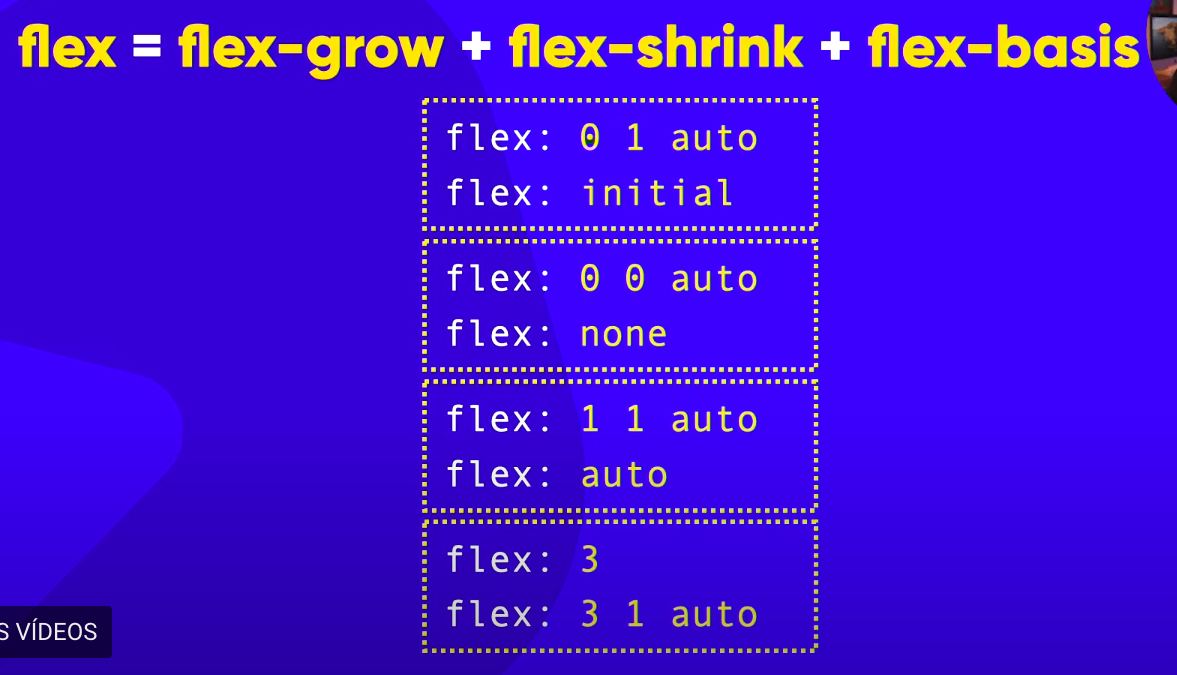 flex = flex-grow + flex-shrink + flex-basis
flex: 0 1 auto
flex: initial
flex: 0 0 auto
flex: none
flex: 1 1 auto
flex: auto
flex: 3
flex: 3 1 auto
S VÍDEOS